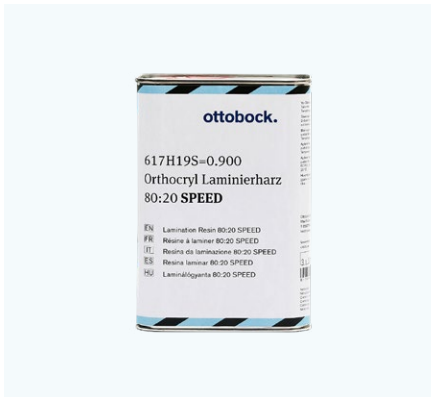 ottobock.
617H19S=0.900
Orthocryl Laminierharz
80:20 SPEED
EN Lamination Resin 80:20 SPEED
FR Résine à laminer 80:20 SPEED
IT Resina da laminazione 80:20 SPEED
ES Resina laminar 80:20 SPEED
HU Laminálógyanta 80:20 SPEED